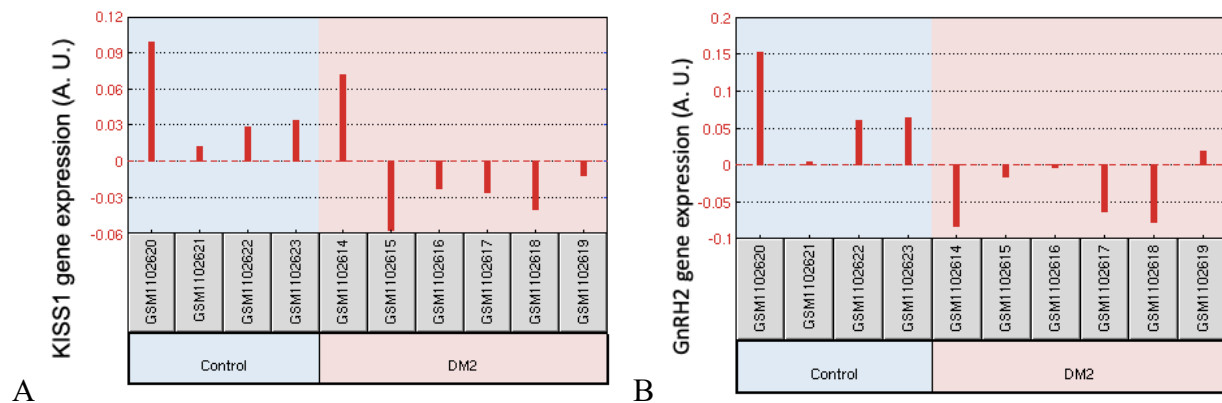 A
KISS1 gene expression (A. U.)
0.12
0.09
0.06
0.03
0
-0.03
-0.06
GSM1102620
GSM1102621
GSM1102622
GSM1102623
GSM1102614
GSM1102615
GSM1102616
GSM1102617
GSM1102618
GSM1102619
Control
DM2
B
GnRH2 gene expression (A. U.)
0.2
0.15
0.1
0.05
0
-0.05
-0.1
GSM1102620
GSM1102621
GSM1102622
GSM1102623
GSM1102614
GSM1102615
GSM1102616
GSM1102617
GSM1102618
GSM1102619
Control
DM2